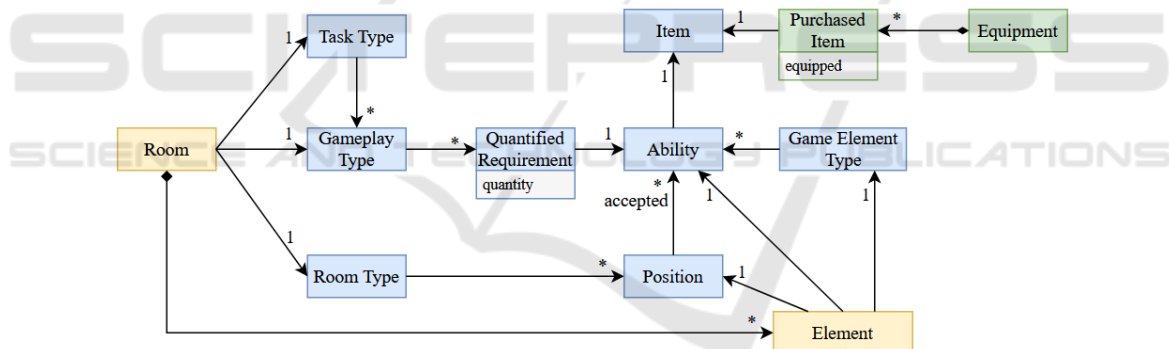 SCITEPRESS
SCIENCE AND TECHNOLOGY PUBLICATIONS
1
Task Type
Item
1
Purchased
Item
equipped
*
Equipment
1
*
Room
1
Gameplay
Type
*
Quantified
Requirement
quantity
1
Ability
*
Game Element
Type
*
accepted
1
1
1
Room Type
*
Position
1
*
Element